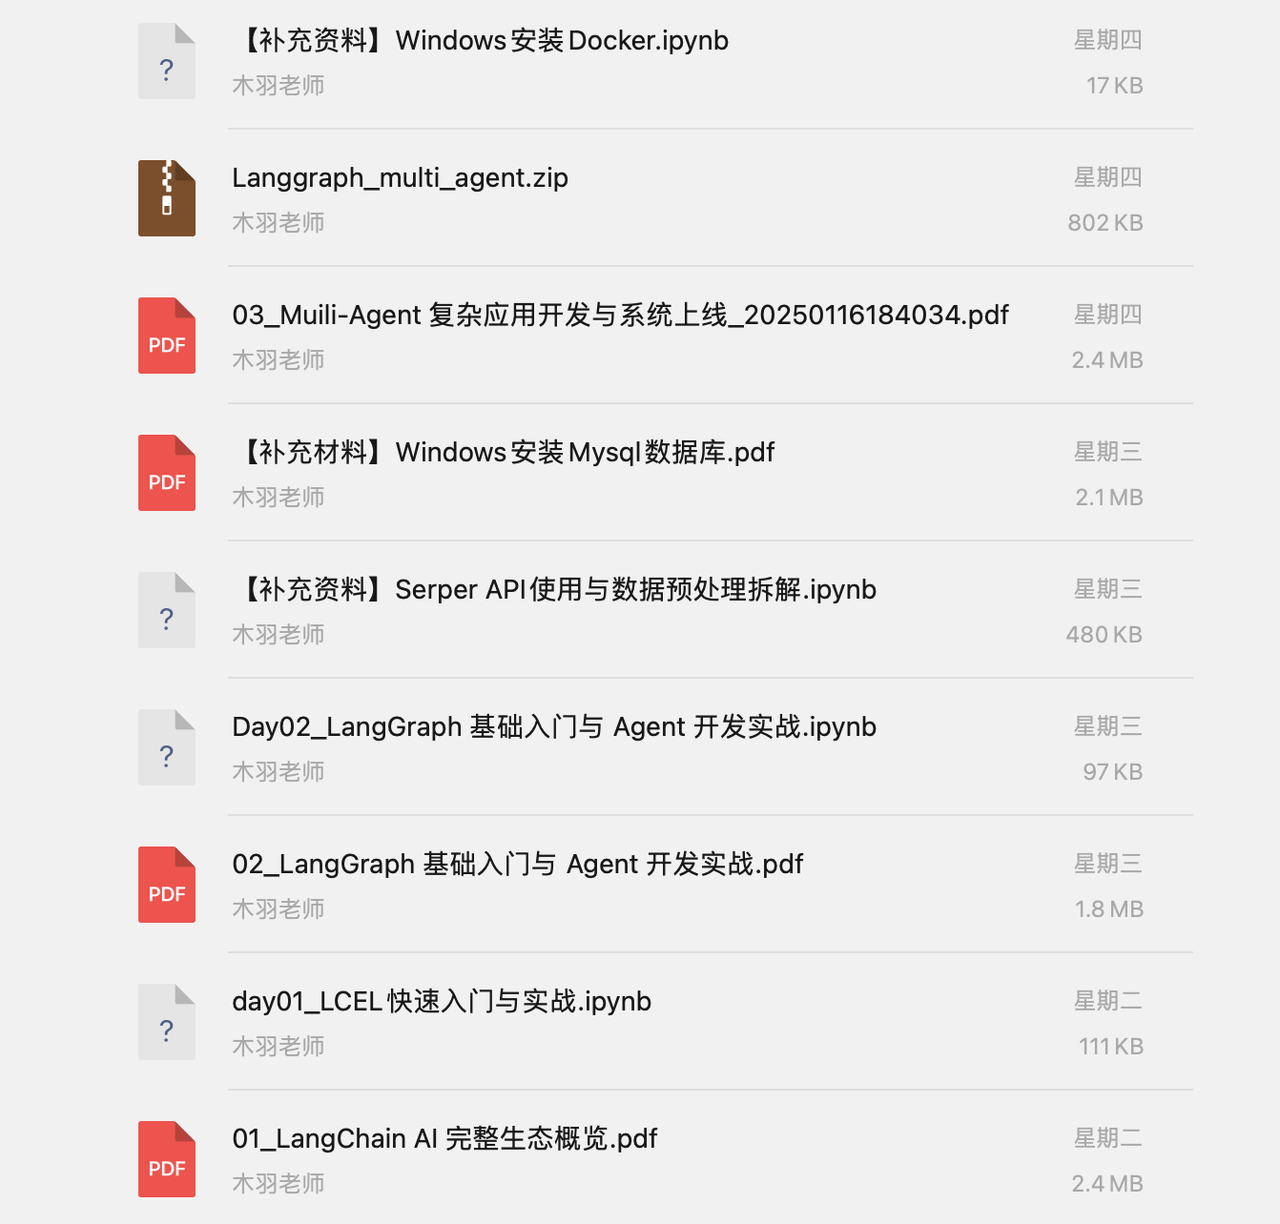 【补充资料】Windows安装Docker.ipynb
星期四
?
木羽老师
17 KB
Langgraph_multi_agent.zip
星期四
木羽老师
802 KB
03_Muili-Agent 复杂应用开发与系统上线_20250116184034.pdf
星期四
PDF
木羽老师
2.4 MB
【补充材料】Windows安装Mysql数据库.pdf
星期三
PDF
木羽老师
2.1 MB
【补充资料】Serper API使用与数据预处理拆解.ipynb
星期三
?
木羽老师
480 KB
Day02_LangGraph 基础入门与 Agent 开发实战.ipynb
星期三
?
木羽老师
97 KB
02_LangGraph 基础入门与 Agent 开发实战.pdf
星期三
PDF
木羽老师
1.8 MB
day01_LCEL快速入门与实战.ipynb
星期二
?
木羽老师
111 KB
01_LangChain AI 完整生态概览.pdf
星期二
PDF
木羽老师
2.4 MB